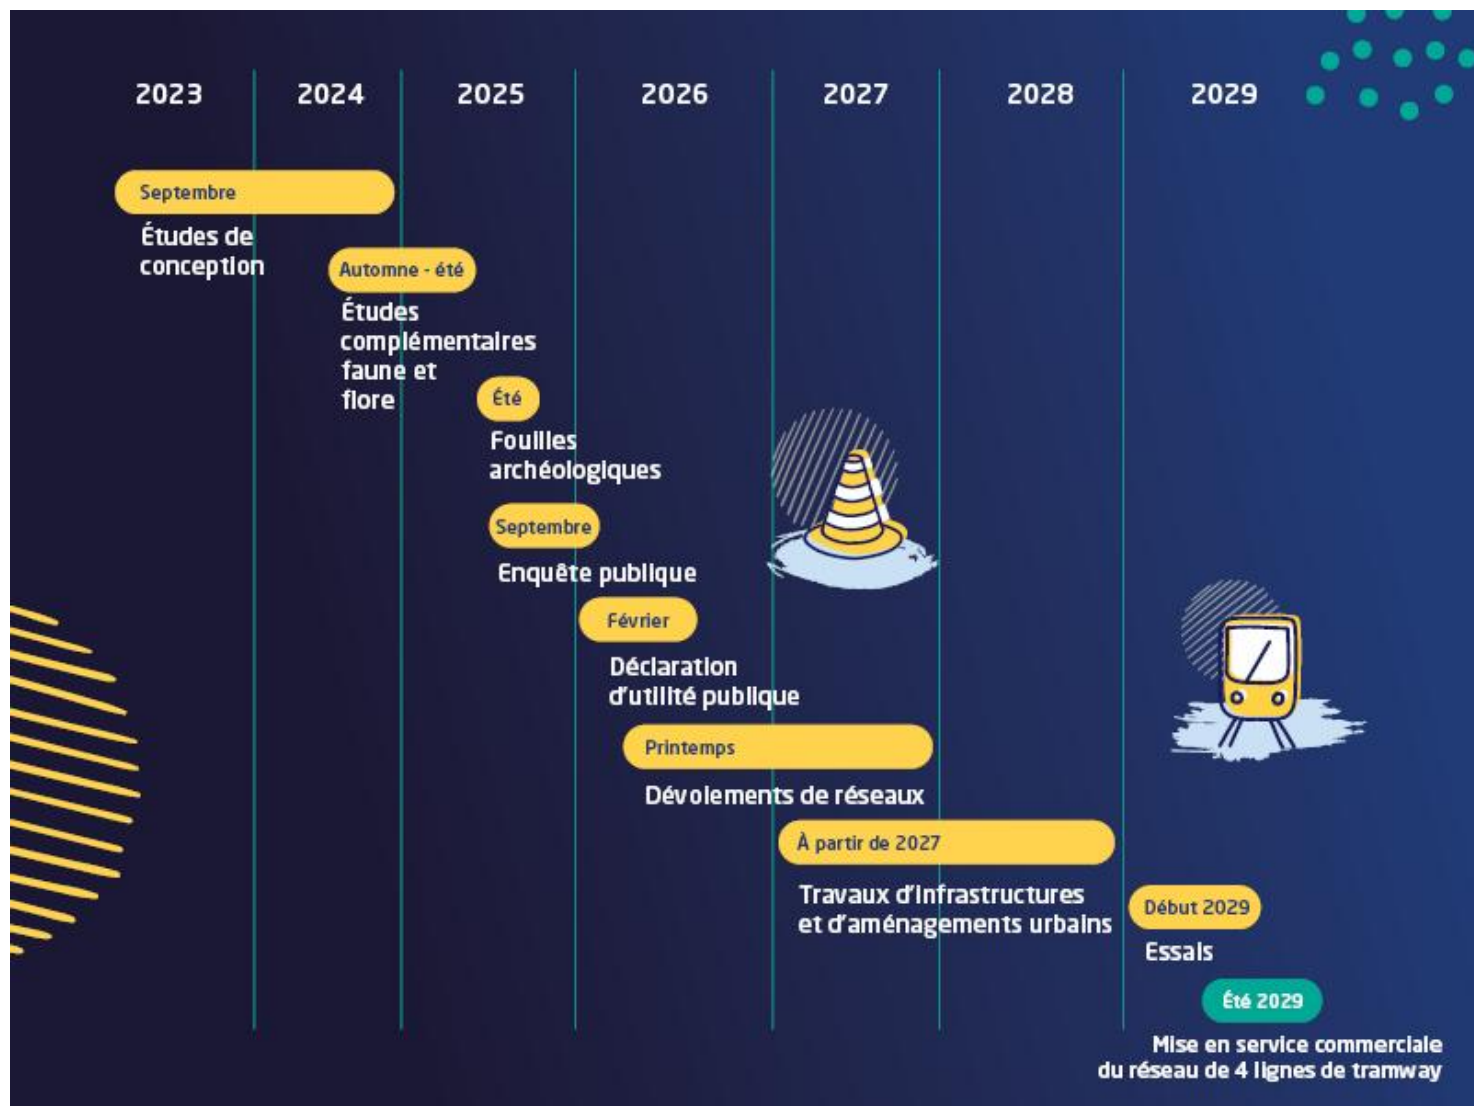 2023 2024 2025 2026 2027 2028 2029
Septembre
Études de
conception
Automne - été
Études
complémentaires
faune et
flore
Été
Fouilles
archéologiques
Septembre
Enquête publique
Février
Déclaration
d'utilité publique
Printemps
Dévoiements de réseaux
À partir de 2027
Travaux d'infrastructures
et d'aménagements urbains
Début 2029
Essais
Été 2029
Mise en service commerciale
du réseau de 4 lignes de tramway